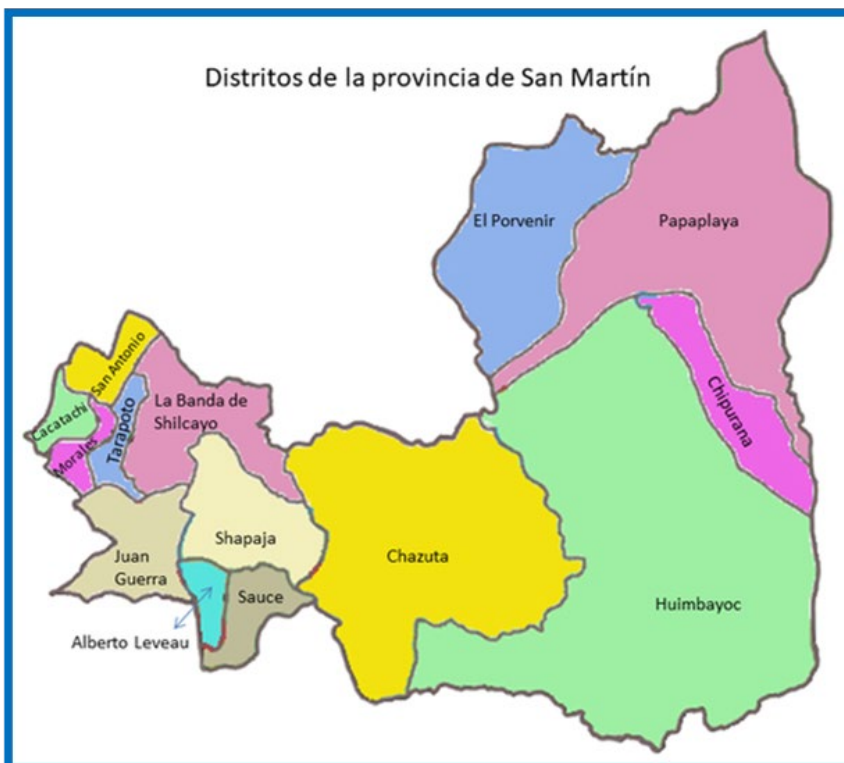 Distritos de la provincia de San Martín
El Porvenir
Papaplaya
San Antonio
La Banda de
Shilcayo
Cacatachi
Tarapoto
Morales
Chipurana
Juan
Guerra
Shapaja
Chazuta
Sauce
Huimbayoc
Alberto Leveau